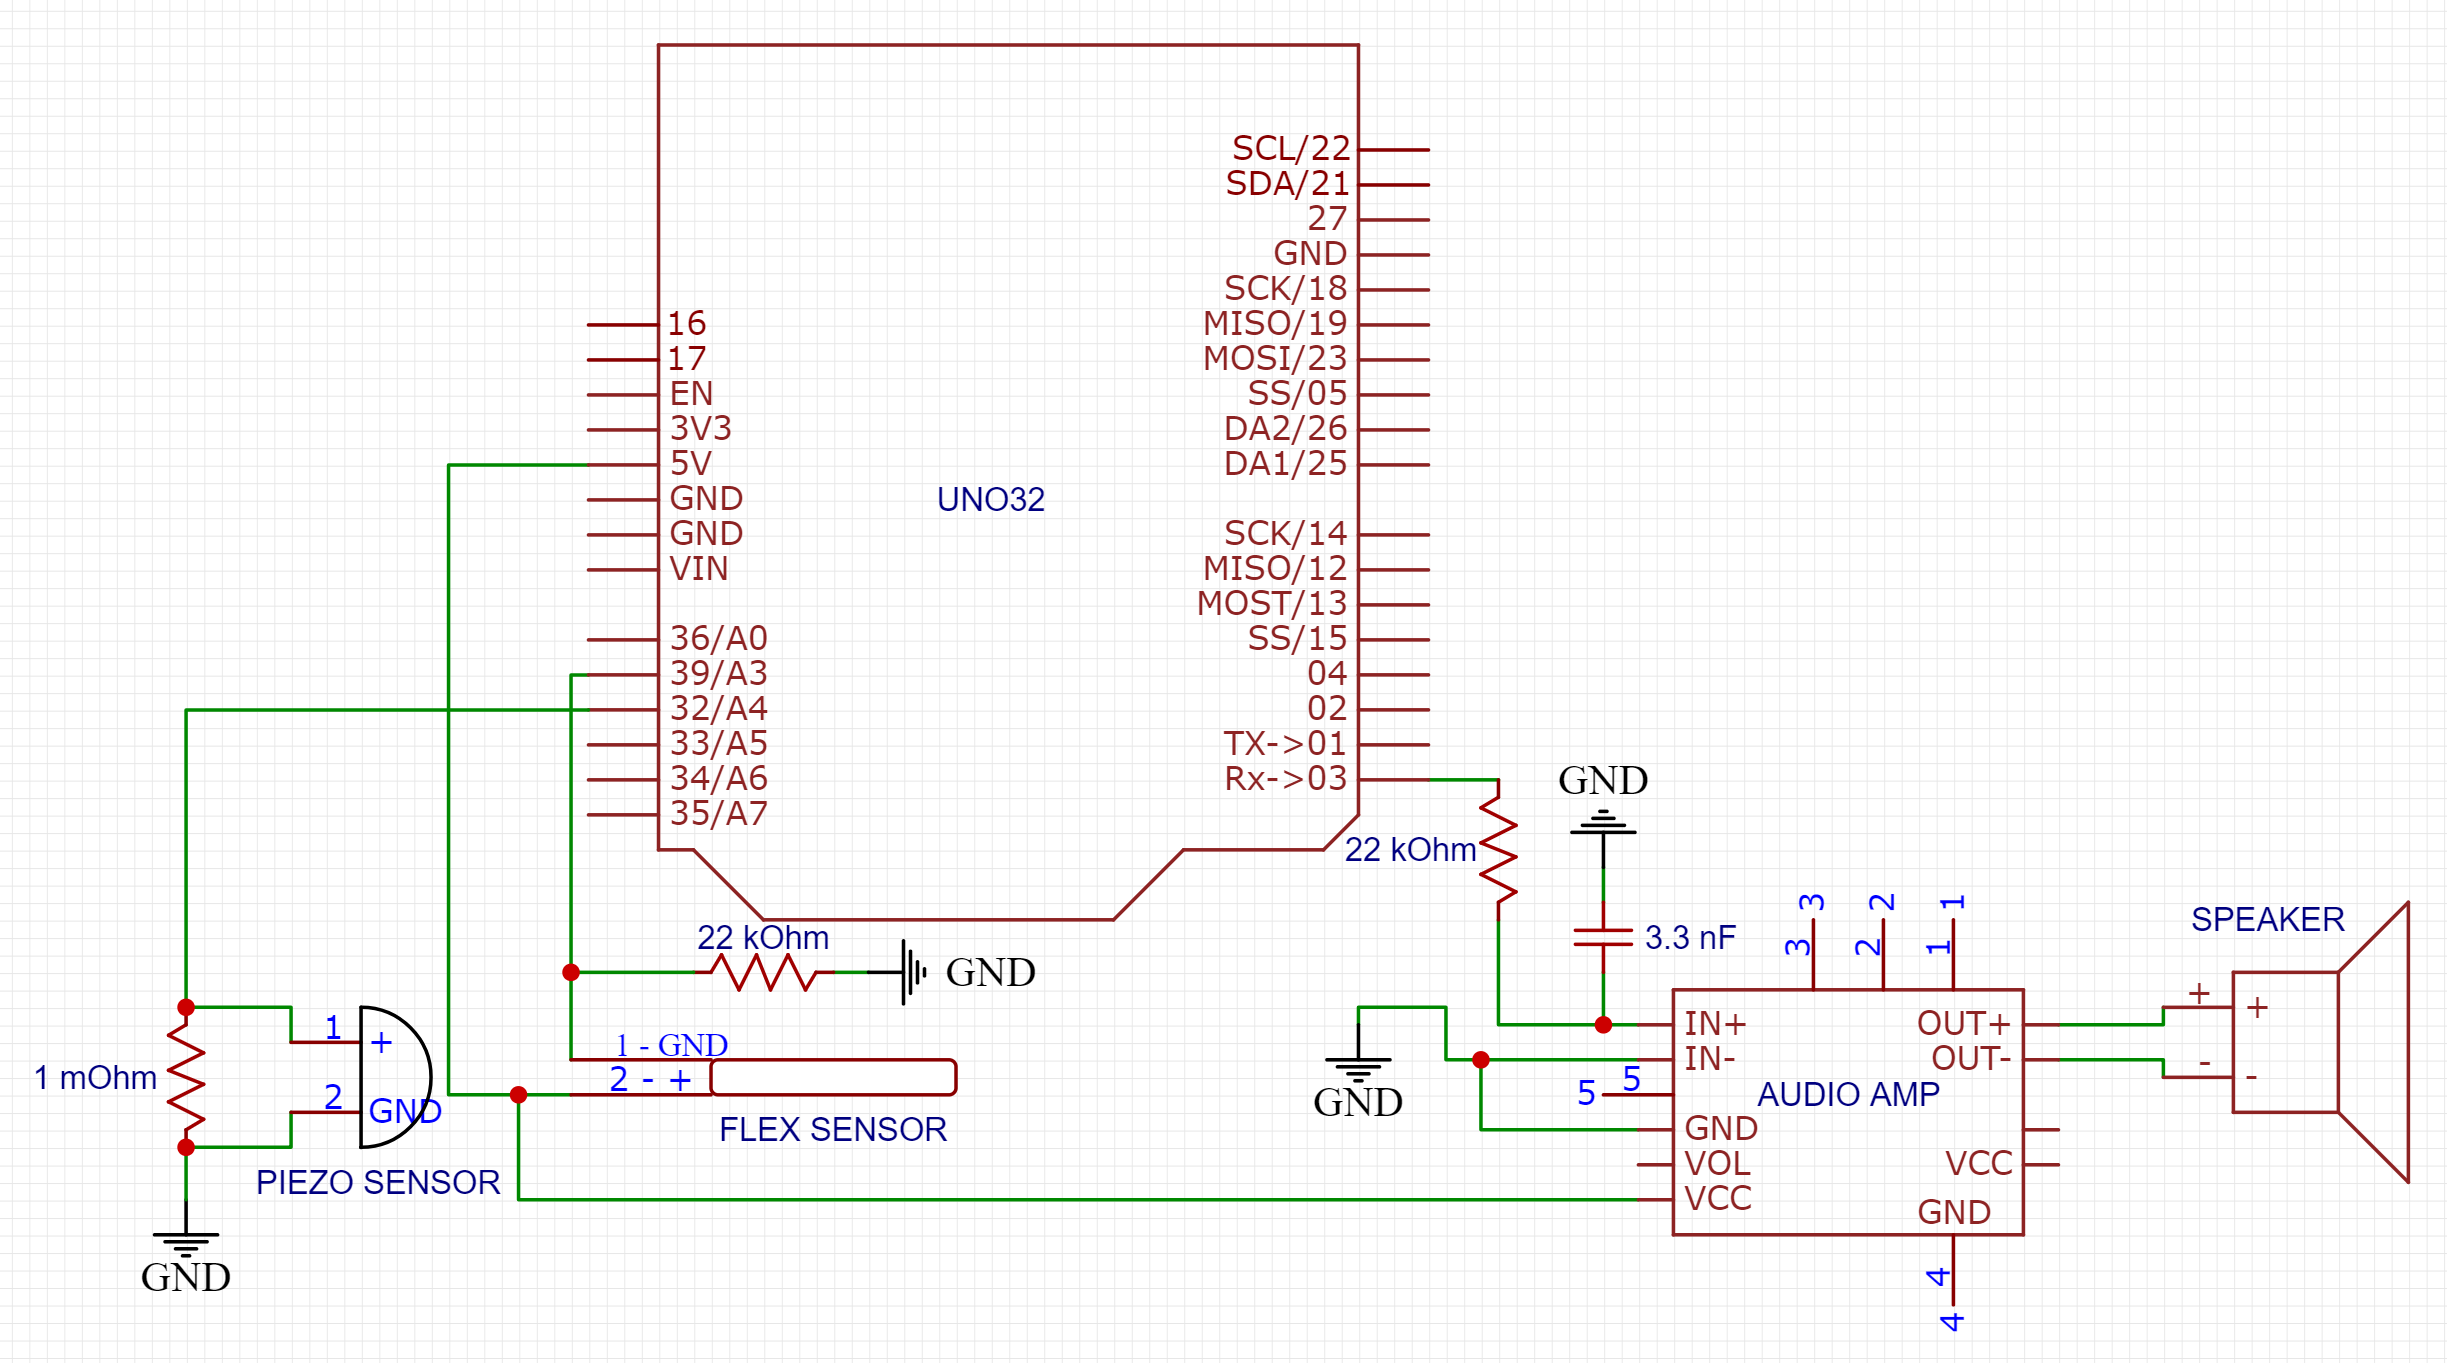 SCL/22
SDA/21
27
GND
SCK/18
MISO/19
MOSI/23
SS/05
DA2/26
DA1/25
SCK/14
MISO/12
MOST/13
SS/15
04
02
TX->01
Rx->03
16
17
EN
3V3
5V
GND
GND
VIN
36/A0
39/A3
32/A4
33/A5
34/A6
35/A7
UNO32
22 kOhm
GND
22 kOhm
GND
3.3 nF
1 mOhm
1
+
2
GND
PIEZO SENSOR
GND
1 - GND
2 - +
FLEX SENSOR
GND
3
3
2
2
1
1
IN+
IN-
5
5
GND
VOL
VCC
AUDIO AMP
OUT+
OUT-
VCC
GND
4
4
SPEAKER
+
+
-
-